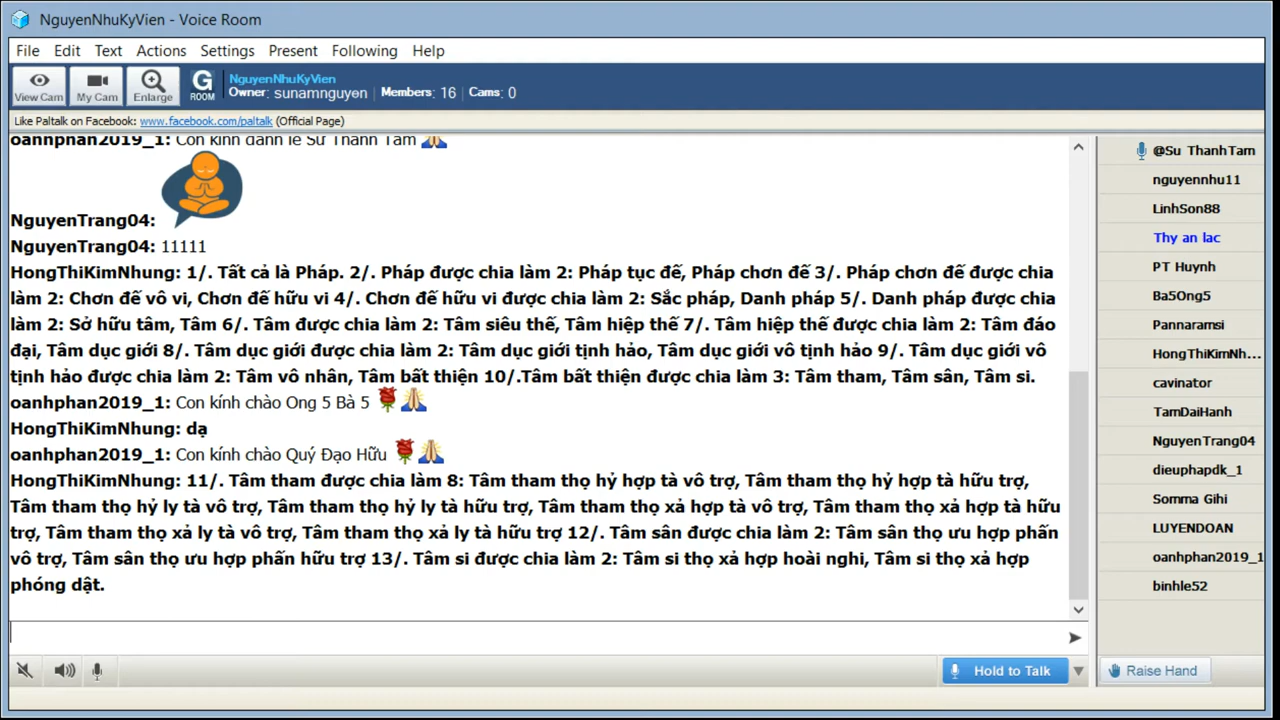 NguyenNhuKyVien - Voice Room
File Edit Text Actions Settings Present Following Help
View Cam My Cam Enlarge G ROOM NguyenNhuKyVien
Owner: sunamnguyen | Members: 16 | Cams: 0
Like Paltalk on Facebook: www.facebook.com/paltalk (Official Page)
oanhphan2019_1: Con kính đảnh lễ Sư Thanh Tâm
NguyenTrang04:
NguyenTrang04: 11111
HongThiKimNhung: 1/. Tất cả là Pháp. 2/. Pháp được chia làm 2: Pháp tục đế, Pháp chơn đế 3/. Pháp chơn đế được chia
làm 2: Chơn đế vô vi, Chơn đế hữu vi 4/. Chơn đế hữu vi được chia làm 2: Sắc pháp, Danh pháp 5/. Danh pháp được chia
làm 2: Sở hữu tâm, Tâm 6/. Tâm được chia làm 2: Tâm siêu thế, Tâm hiệp thế 7/. Tâm hiệp thế được chia làm 2: Tâm đáo
đại, Tâm dục giới 8/. Tâm dục giới được chia làm 2: Tâm dục giới tịnh hảo, Tâm dục giới vô tịnh hảo 9/. Tâm dục giới vô
tịnh hảo được chia làm 2: Tâm vô nhân, Tâm bất thiện 10/.Tâm bất thiện được chia làm 3: Tâm tham, Tâm sân, Tâm si.
oanhphan2019_1: Con kính chào Ong 5 Bà 5
HongThiKimNhung: dạ
oanhphan2019_1: Con kính chào Quý Đạo Hữu
HongThiKimNhung: 11/. Tâm tham được chia làm 8: Tâm tham thọ hỷ hợp tà vô trợ, Tâm tham thọ hỷ hợp tà hữu trợ,
Tâm tham thọ hỷ ly tà vô trợ, Tâm tham thọ hỷ ly tà hữu trợ, Tâm tham thọ xả hợp tà vô trợ, Tâm tham thọ xả hợp tà hữu
trợ, Tâm tham thọ xả ly tà vô trợ, Tâm tham thọ xả ly tà hữu trợ 12/. Tâm sân được chia làm 2: Tâm sân thọ ưu hợp phấn
vô trợ, Tâm sân thọ ưu hợp phấn hữu trợ 13/. Tâm si được chia làm 2: Tâm si thọ xả hợp hoài nghi, Tâm si thọ xả hợp
phóng dật.
@Su ThanhTam
nguyennhu11
LinhSon88
Thy an lac
PT Huynh
Ba5Ong5
Pannaramsi
HongThiKimNh...
cavinator
TamDaiHanh
NguyenTrang04
dieuphapdk_1
Somma Gihi
LUYENDOAN
oanhphan2019_1
binhle52
Hold to Talk
Raise Hand